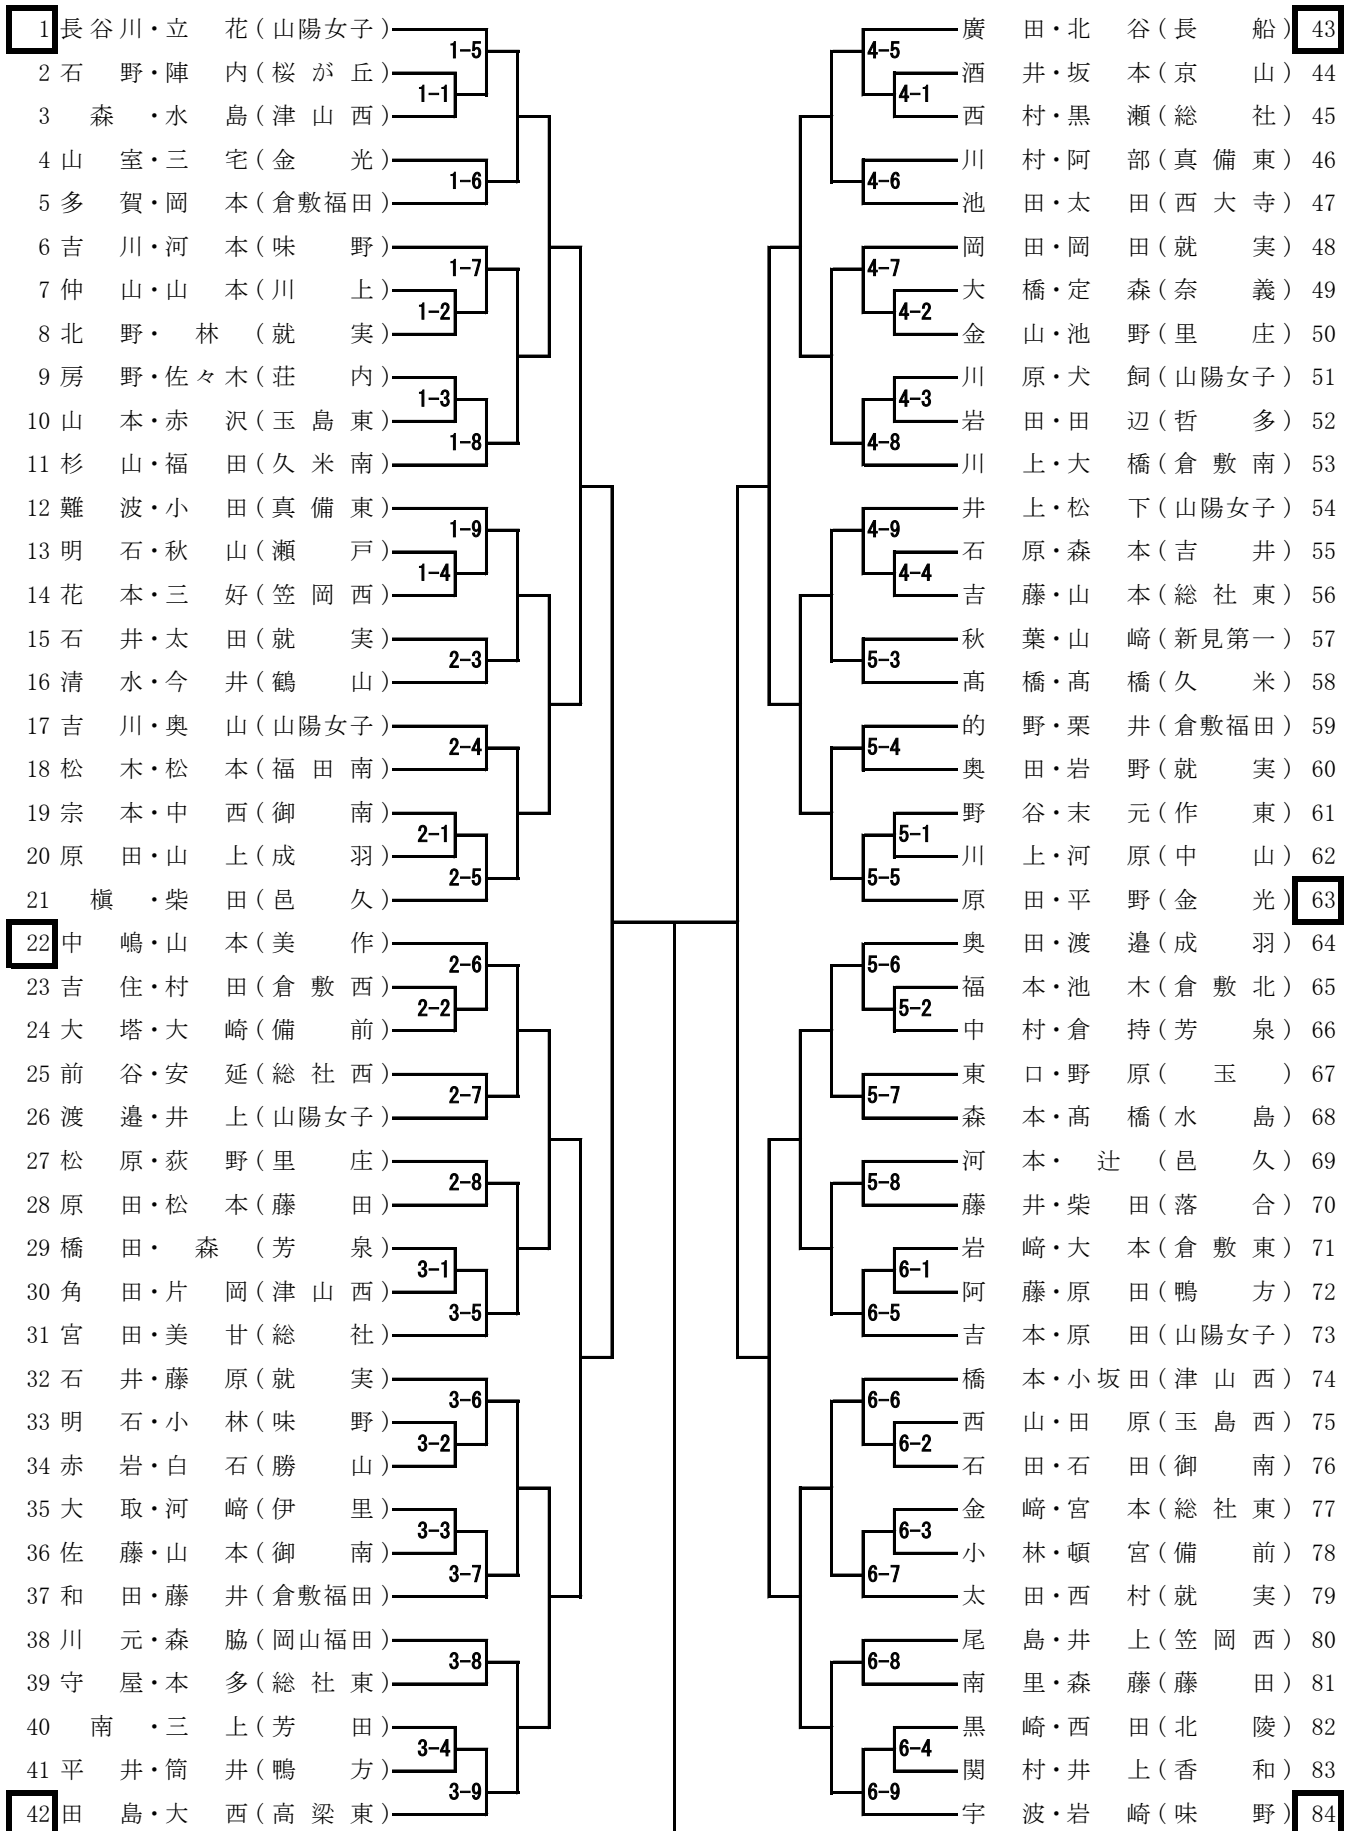 1 長谷川・立花(山陽女子)
1-5
2 石野・陣内(桜が丘)
1-1
3 森・水島(津山西)
4 山室・三宅(金光)
1-6
5 多賀・岡本(倉敷福田)
6 吉川・河本(味野)
1-7
7 仲山・山本(川上)
1-2
8 北野・林(就実)
9 房野・佐々木(荘内)
1-3
10 山本・赤沢(玉島東)
1-8
11 杉山・福田(久米南)
12 難波・小田(真備東)
1-9
13 明石・秋山(瀬戸)
1-4
14 花本・三好(笠岡西)
15 石井・太田(就実)
2-3
16 清水・今井(鶴山)
17 吉川・奥山(山陽女子)
2-4
18 松木・松本(福田南)
19 宗本・中西(御南)
2-1
20 原田・山上(成羽)
2-5
21 槇・柴田(邑久)
22 中嶋・山本(美作)
2-6
23 吉住・村田(倉敷西)
2-2
24 大塔・大崎(備前)
25 前谷・安延(総社西)
2-7
26 渡邉・井上(山陽女子)
27 松原・荻野(里庄)
2-8
28 原田・松本(藤田)
29 橋田・森(芳泉)
3-1
30 角田・片岡(津山西)
3-5
31 宮田・美甘(総社)
32 石井・藤原(就実)
3-6
33 明石・小林(味野)
3-2
34 赤岩・白石(勝山)
35 大取・河﨑(伊里)
3-3
36 佐藤・山本(御南)
3-7
37 和田・藤井(倉敷福田)
38 川元・森脇(岡山福田)
3-8
39 守屋・本多(総社東)
40 南・三上(芳田)
3-4
41 平井・筒井(鴨方)
3-9
42 田島・大西(高梁東)
廣田・北谷(長船) 43
4-5
酒井・坂本(京山) 44
4-1
西村・黒瀬(総社) 45
川村・阿部(真備東) 46
4-6
池田・太田(西大寺) 47
岡田・岡田(就実) 48
4-7
大橋・定森(奈義) 49
4-2
金山・池野(里庄) 50
川原・犬飼(山陽女子) 51
4-3
岩田・田辺(哲多) 52
4-8
川上・大橋(倉敷南) 53
井上・松下(山陽女子) 54
4-9
石原・森本(吉井) 55
4-4
吉藤・山本(総社東) 56
秋葉・山﨑(新見第一) 57
5-3
髙橋・髙橋(久米) 58
的野・栗井(倉敷福田) 59
5-4
奥田・岩野(就実) 60
野谷・末元(作東) 61
5-1
川上・河原(中山) 62
5-5
原田・平野(金光) 63
奥田・渡邉(成羽) 64
5-6
福本・池木(倉敷北) 65
5-2
中村・倉持(芳泉) 66
東口・野原(玉) 67
5-7
森本・髙橋(水島) 68
河本・辻(邑久) 69
5-8
藤井・柴田(落合) 70
岩﨑・大本(倉敷東) 71
6-1
阿藤・原田(鴨方) 72
6-5
吉本・原田(山陽女子) 73
橋本・小坂田(津山西) 74
6-6
西山・田原(玉島西) 75
6-2
石田・石田(御南) 76
金﨑・宮本(総社東) 77
6-3
小林・頓宮(備前) 78
6-7
太田・西村(就実) 79
尾島・井上(笠岡西) 80
6-8
南里・森藤(藤田) 81
黒崎・西田(北陵) 82
6-4
関村・井上(香和) 83
6-9
宇波・岩崎(味野) 84